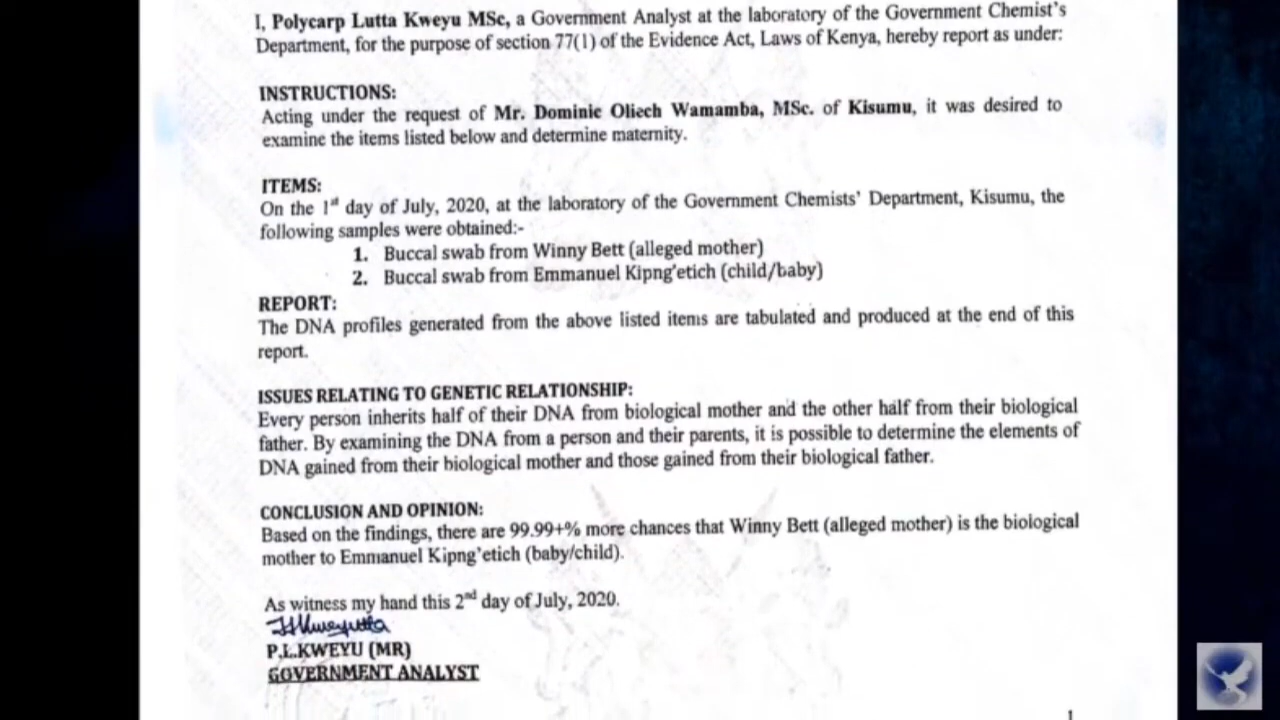 I, Polycarp Lutta Kweyu MSc, a Government Analyst at the laboratory of the Government Chemist's
Department, for the purpose of section 77(1) of the Evidence Act, Laws of Kenya, hereby report as under:
INSTRUCTIONS:
Acting under the request of Mr. Dominic Oliech Wamamba, MSc. of Kisumu, it was desired to
examine the items listed below and determine maternity.
ITEMS:
On the 1st day of July, 2020, at the laboratory of the Government Chemists' Department, Kisumu, the
following samples were obtained:-
1. Buccal swab from Winny Bett (alleged mother)
2. Buccal swab from Emmanuel Kipng'etich (child/baby)
REPORT:
The DNA profiles generated from the above listed items are tabulated and produced at the end of this
report.
ISSUES RELATING TO GENETIC RELATIONSHIP:
Every person inherits half of their DNA from biological mother and the other half from their biological
father. By examining the DNA from a person and their parents, it is possible to determine the elements of
DNA gained from their biological mother and those gained from their biological father.
CONCLUSION AND OPINION:
Based on the findings, there are 99.99+% more chances that Winny Bett (alleged mother) is the biological
mother to Emmanuel Kipng'etich (baby/child).
As witness my hand this 2nd day of July, 2020.
P.L.KWEYU (MR)
GOVERNMENT ANALYST
1